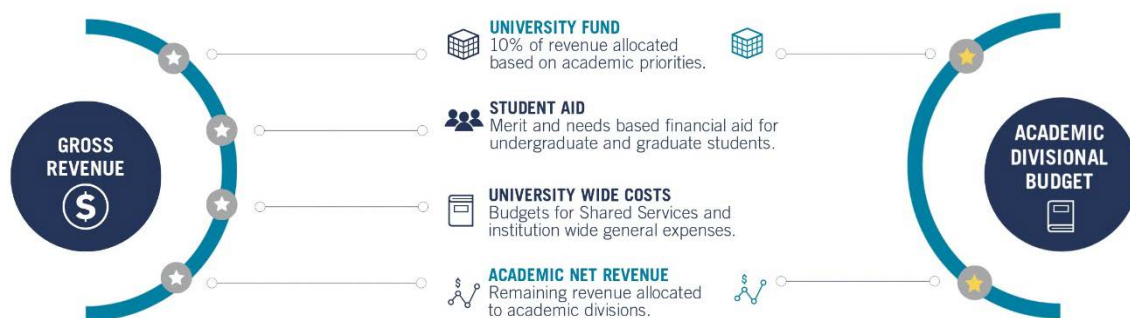 GROSS
REVENUE
$
UNIVERSITY FUND
10% of revenue allocated
based on academic priorities.
STUDENT AID
Merit and needs based financial aid for
undergraduate and graduate students.
UNIVERSITY WIDE COSTS
Budgets for Shared Services and
institution wide general expenses.
$
ACADEMIC NET REVENUE
Remaining revenue allocated
to academic divisions.
$
ACADEMIC
DIVISIONAL
BUDGET